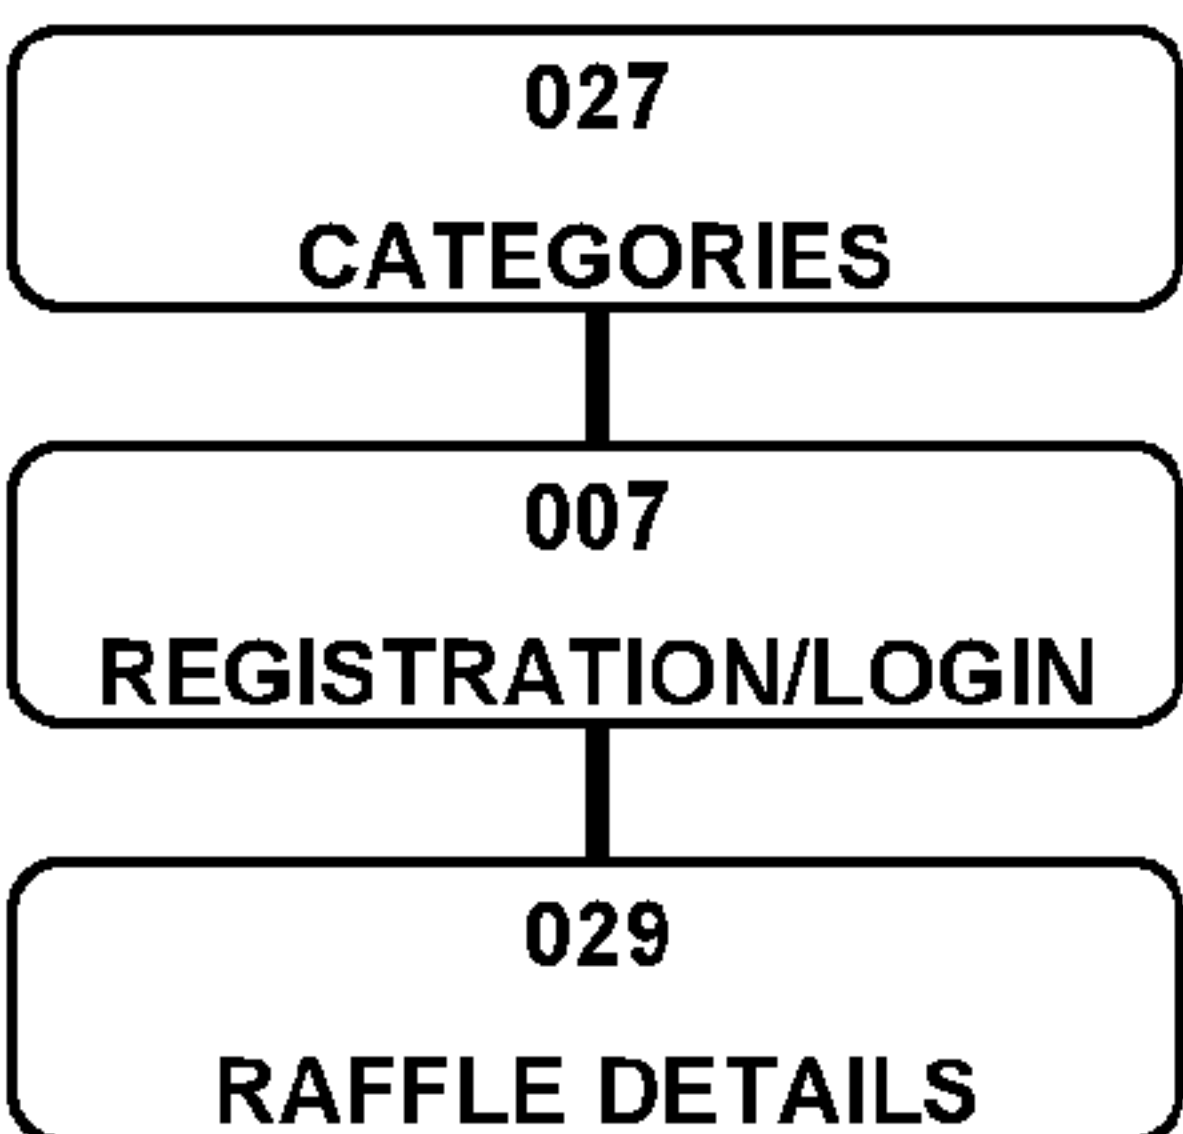 027
CATEGORIES
007
REGISTRATION/LOGIN
029
RAFFLE DETAILS